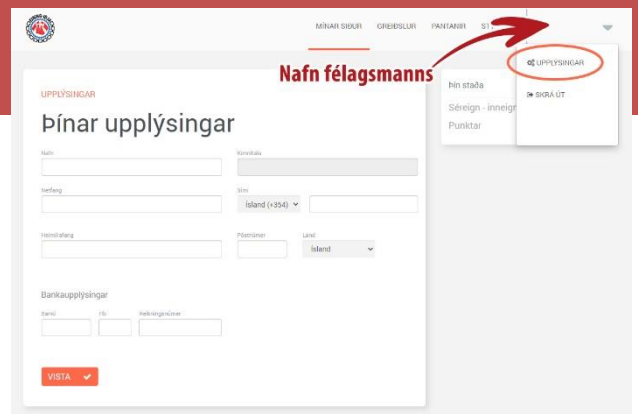 MÍNAR SÍÐUR GREIÐSLUR PANTANIR
Nafn félagsmanns
UPPLÝSINGAR
SKRÁ ÚT
Þín staða
Séreign - inneign
Punktar
UPPLÝSINGAR
Þínar upplýsingar
Nafn Kennitala
Netfang Sími
Ísland (+354)
Heimilisfang Póstnúmer Land
Ísland
Bankaupplýsingar
Banki Hb Reikningsnúmer
VISTA